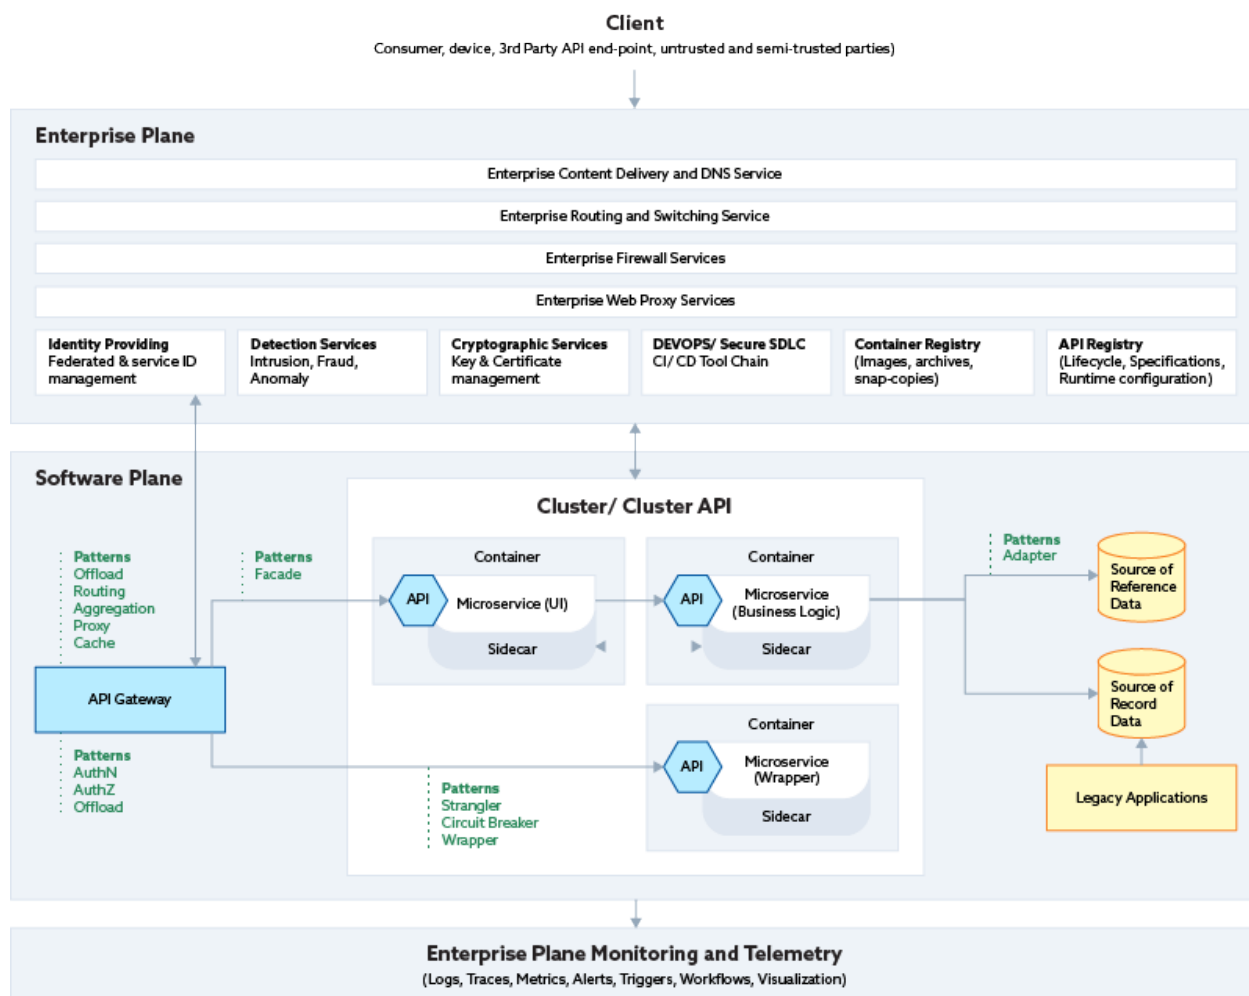 Client
Consumer, device, 3rd Party API end-point, untrusted and semi-trusted parties)
Enterprise Plane
Enterprise Content Delivery and DNS Service
Enterprise Routing and Switching Service
Enterprise Firewall Services
Enterprise Web Proxy Services
Identity Providing
Federated & service ID
management
Detection Services
Intrusion, Fraud,
Anomaly
Cryptographic Services
Key & Certificate
management
DEVOPS/ Secure SDLC
CI/ CD Tool Chain
Container Registry
(Images, archives,
snap-copies)
API Registry
(Lifecycle, Specifications,
Runtime configuration)
Software Plane
Patterns
Offload
Routing
Aggregation
Proxy
Cache
Patterns
Facade
API Gateway
Patterns
AuthN
AuthZ
Offload
Cluster/ Cluster API
Container
API
Microservice (UI)
Sidecar
Container
API
Microservice
(Business Logic)
Sidecar
Patterns
Strangler
Circuit Breaker
Wrapper
Container
API
Microservice
(Wrapper)
Sidecar
Patterns
Adapter
Source of
Reference
Data
Source of
Record
Data
Legacy Applications
Enterprise Plane Monitoring and Telemetry
(Logs, Traces, Metrics, Alerts, Triggers, Workflows, Visualization)